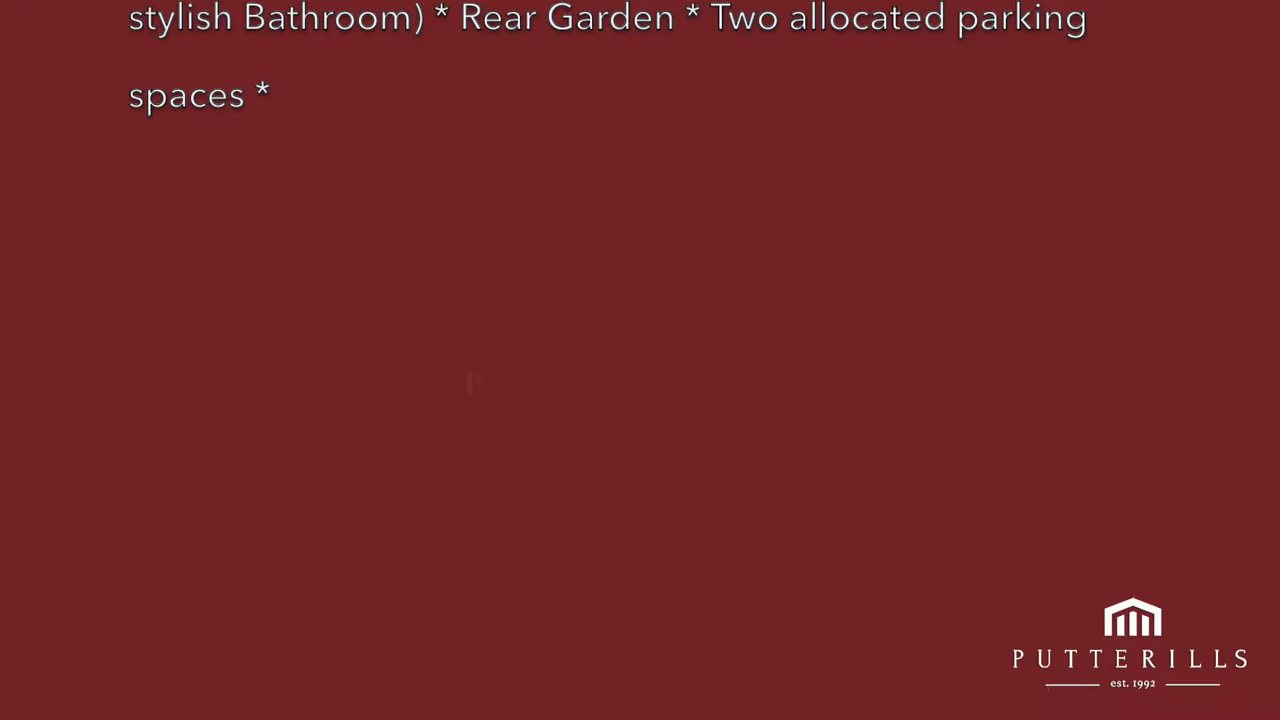 stylish Bathroom) * Rear Garden * Two allocated parking
spaces *
PUTTERILLS
est. 1992